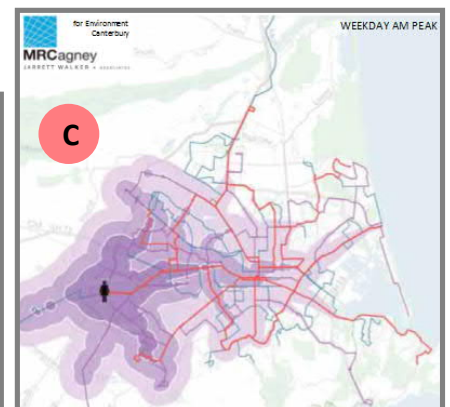 for Environment
Canterbury
WEEKDAY AM PEAK
MRCagney
JARRETT WALKER + ASSOCIATES
C